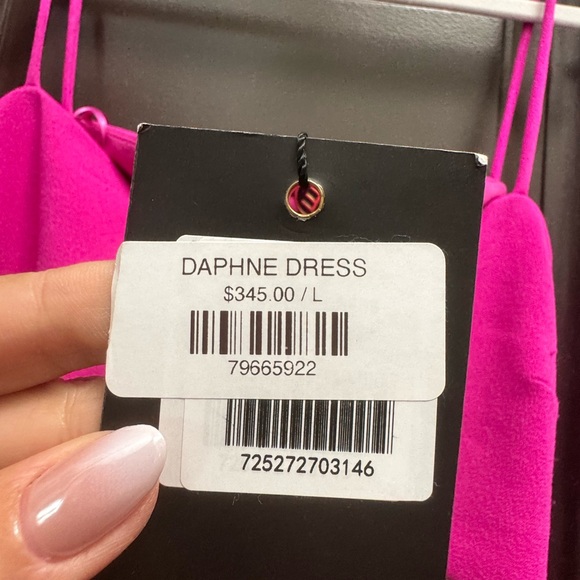 DAPHNE DRESS
$345.00 / L
79665922
725272703146